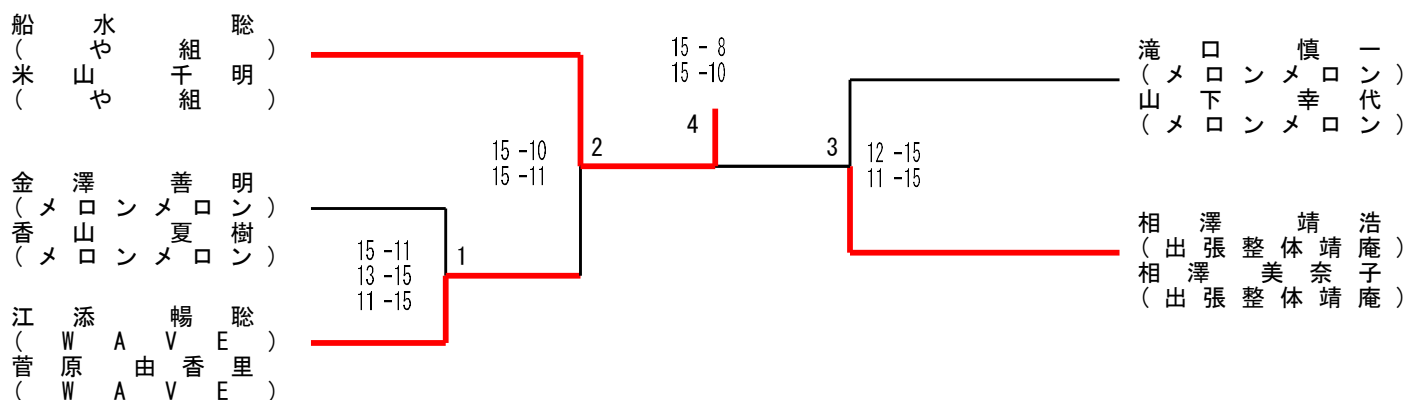 船水 聡
(や組)
米山 千明
(や組)
金澤 善明
(メロンメロン)
香山 夏樹
(メロンメロン)
江添 暢聡
(WAVE)
菅原 由香里
(WAVE)
15 -11
13 -15
11 -15
1
15 -10
15 -11
2
15 - 8
15 -10
4
3
12 -15
11 -15
滝口 慎一
(メロンメロン)
山下 幸代
(メロンメロン)
相澤 靖浩
(出張整体靖庵)
相澤 美奈子
(出張整体靖庵)